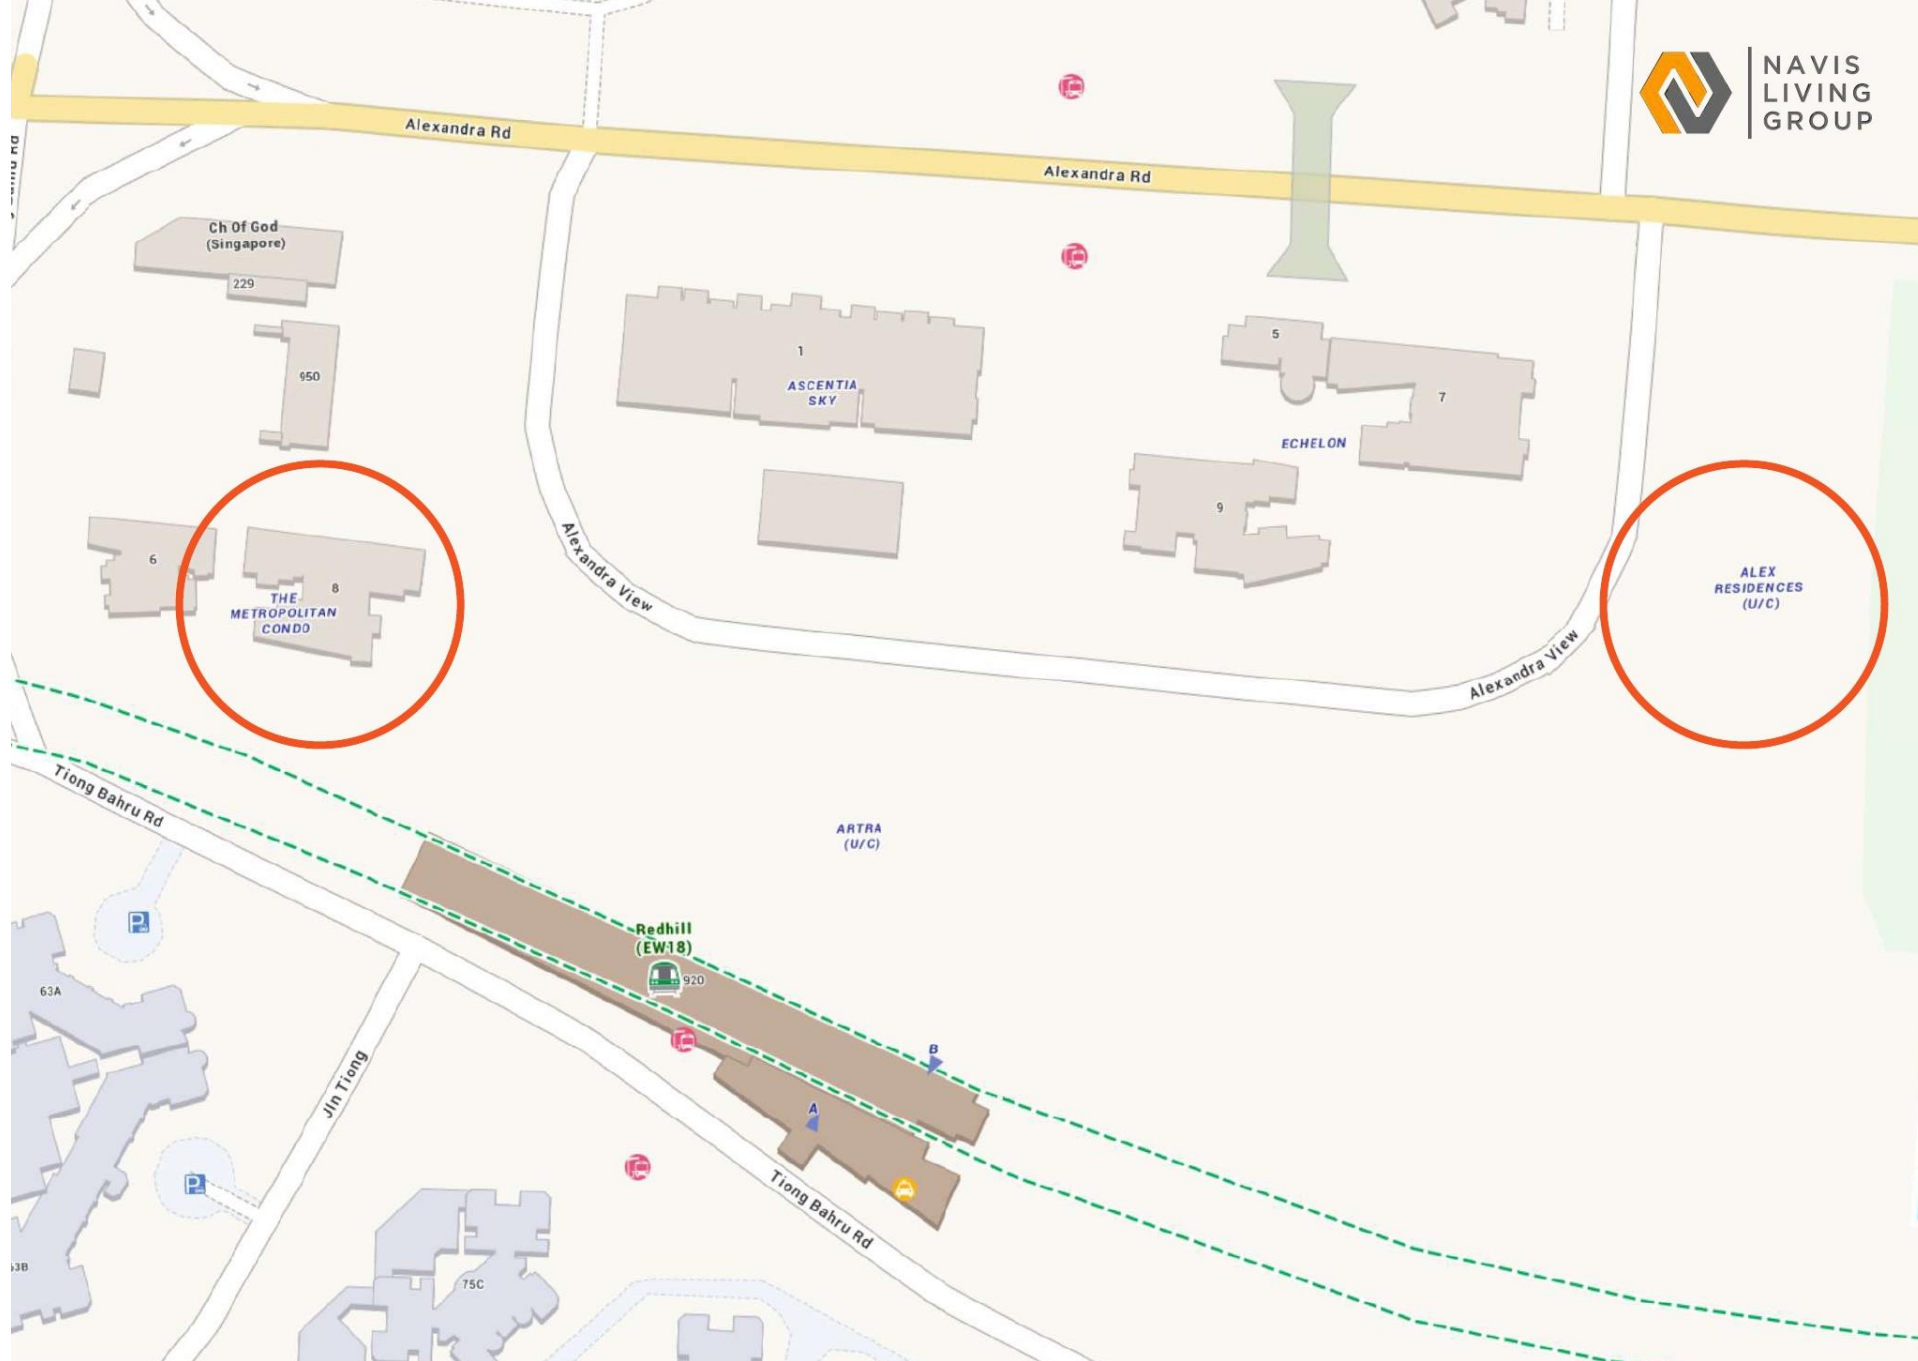 NAVIS
LIVING
GROUP
Alexandra Rd
Alexandra Rd
Ch Of God
(Singapore)
229
950
1
ASCENTIA
SKY
5
7
ECHELON
9
6
8
THE
METROPOLITAN
CONDO
Alexandra View
Alexandra View
ALEX
RESIDENCES
(U/C)
Tiong Bahru Rd
ARTRA
(U/C)
P
Redhill
(EW18)
920
63A
B
A
Jln Tiong
P
Tiong Bahru Rd
75C